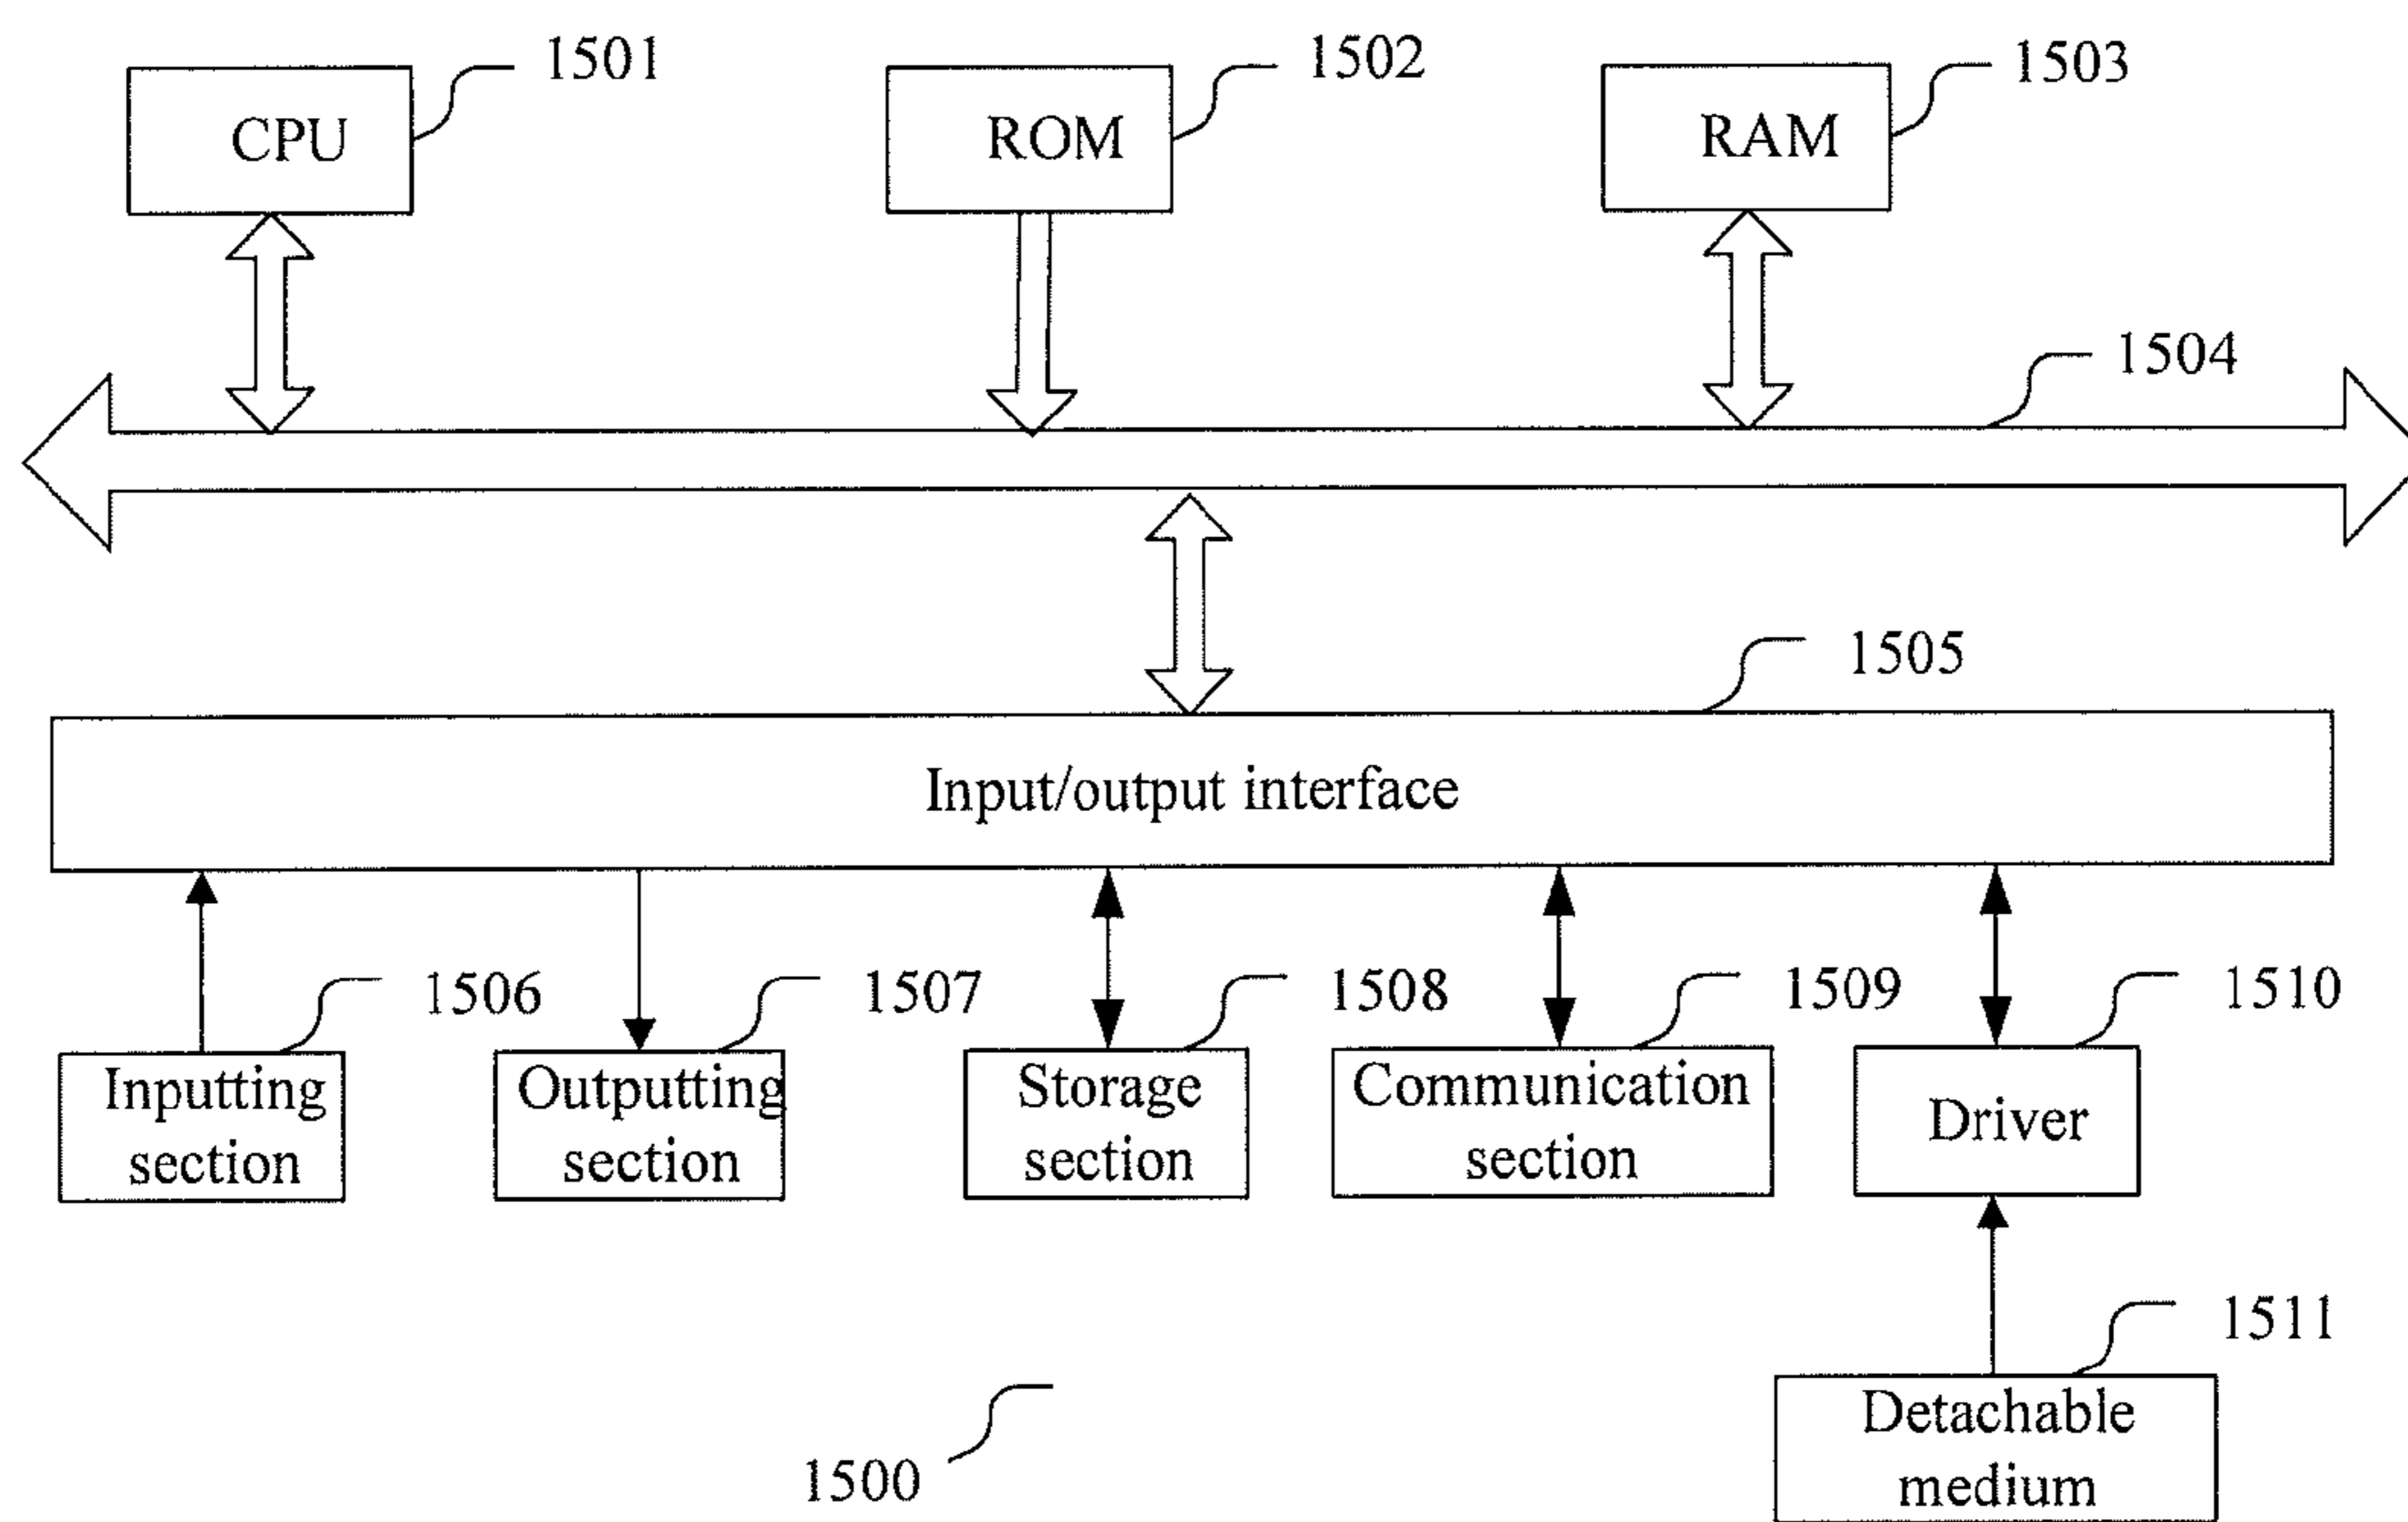 1501
1502
1503
CPU
ROM
RAM
1504
1505
Input/output interface
1506
1507
1508
1509
1510
Inputting
section
Outputting
section
Storage
section
Communication
section
Driver
1511
Detachable
medium
1500